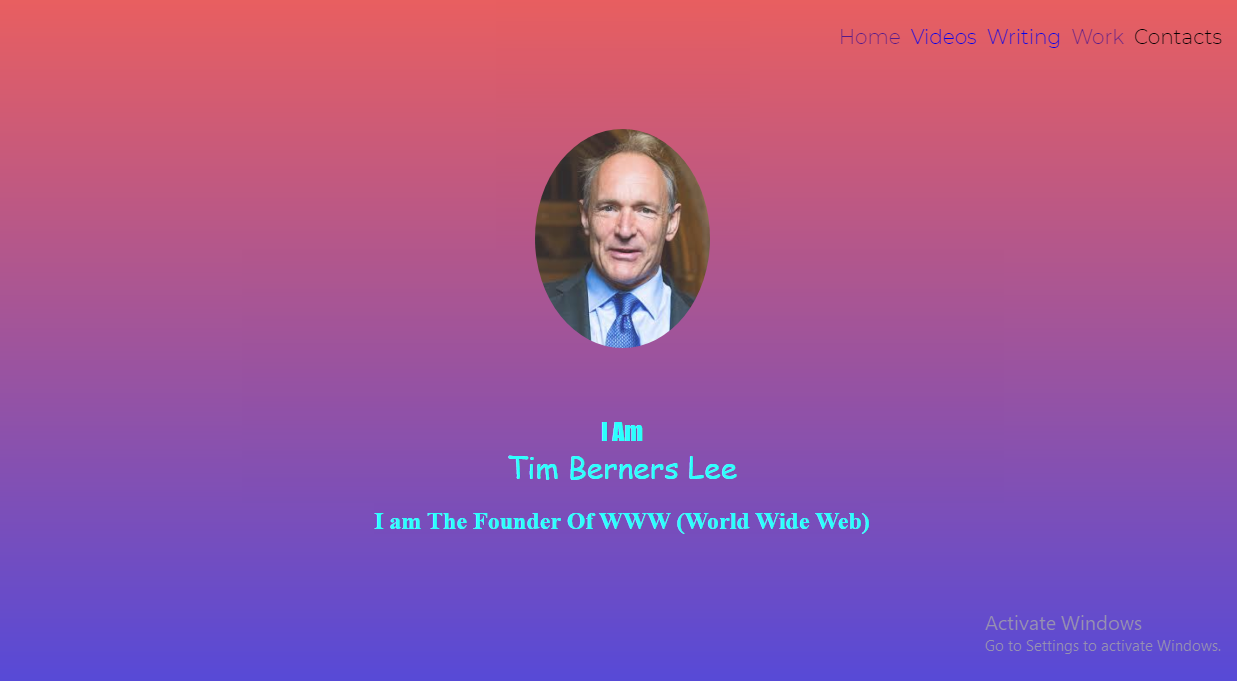 Home Videos Writing Work Contacts
I Am
Tim Berners Lee
I am The Founder Of WWW (World Wide Web)
Activate Windows
Go to Settings to activate Windows.